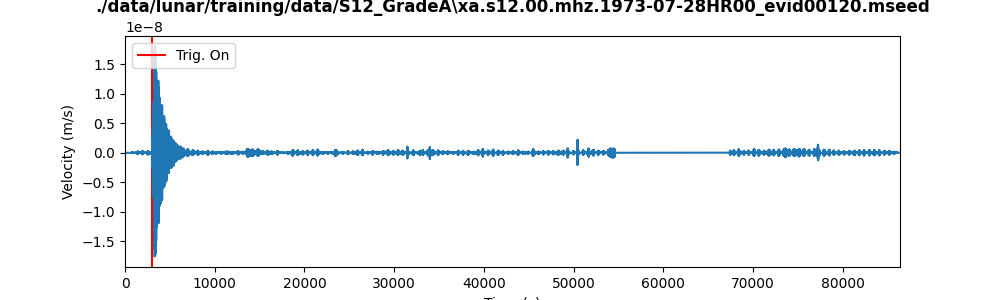 ./data/lunar/training/data/S12_GradeA\xa.s12.00.mhz.1973-07-28HR00_evid00120.mseed
1e−8
Trig. On
1.5
1.0
0.5
0.0
−0.5
−1.0
−1.5
Velocity (m/s)
0 10000 20000 30000 40000 50000 60000 70000 80000
Time (s)